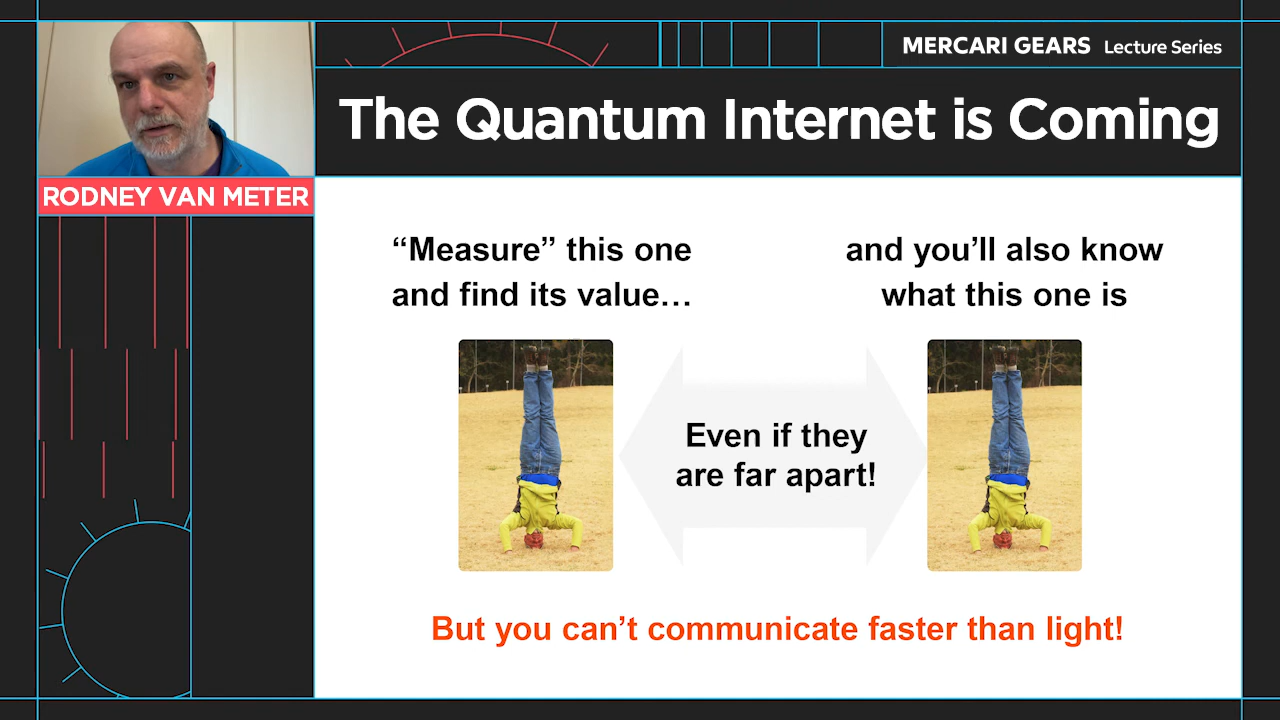 MERCARI GEARS Lecture Series
The Quantum Internet is Coming
RODNEY VAN METER
“Measure” this one
and find its value…
and you’ll also know
what this one is
Even if they
are far apart!
But you can’t communicate faster than light!